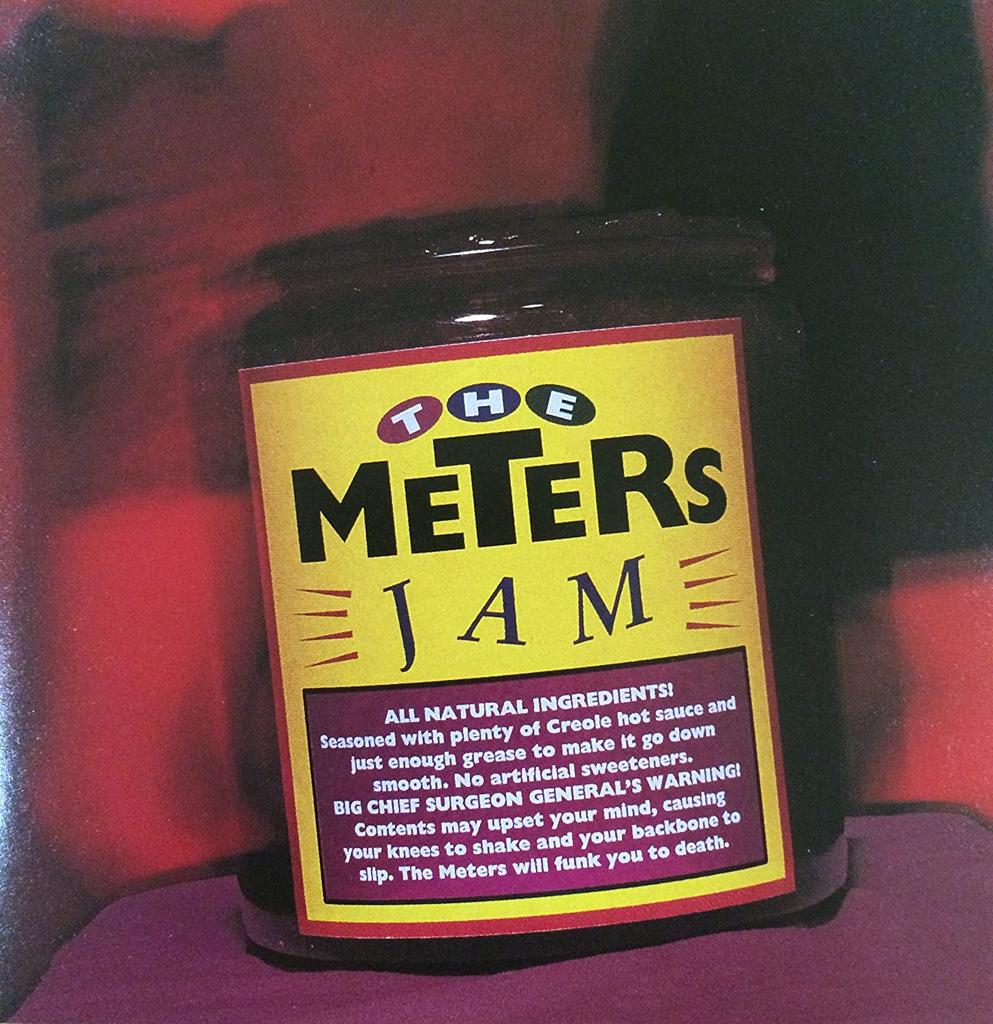 THE
METERS
JAM
ALL NATURAL INGREDIENTS!
Seasoned with plenty of Creole hot sauce and
just enough grease to make it go down
smooth. No artificial sweeteners.
BIG CHIEF SURGEON GENERAL'S WARNING!
Contents may upset your mind, causing
your knees to shake and your backbone to
slip. The Meters will funk you to death.